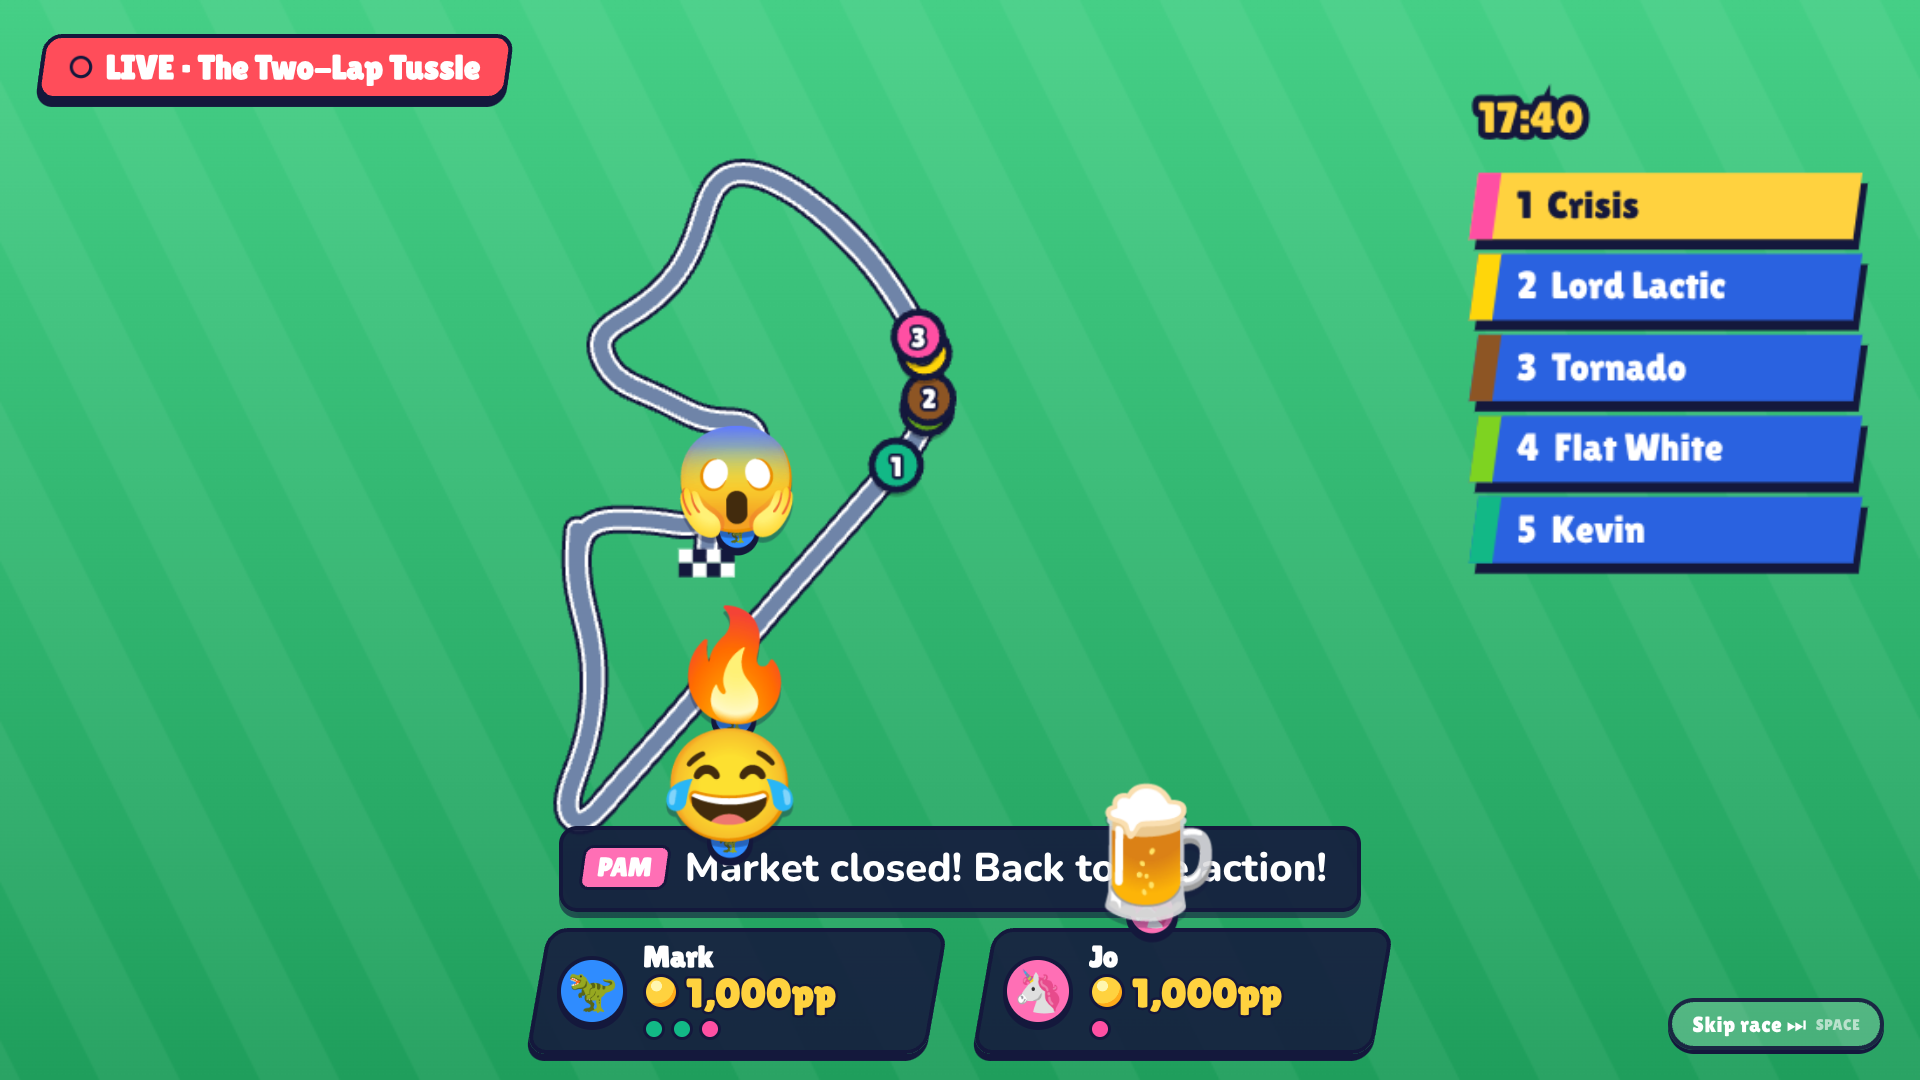 LIVE · The Two-Lap Tussle
17:40
1 Crisis
2 Lord Lactic
3 Tornado
4 Flat White
5 Kevin
3
2
1
PAM Market closed! Back to action!
Mark
1,000pp
Jo
1,000pp
Skip race SPACE